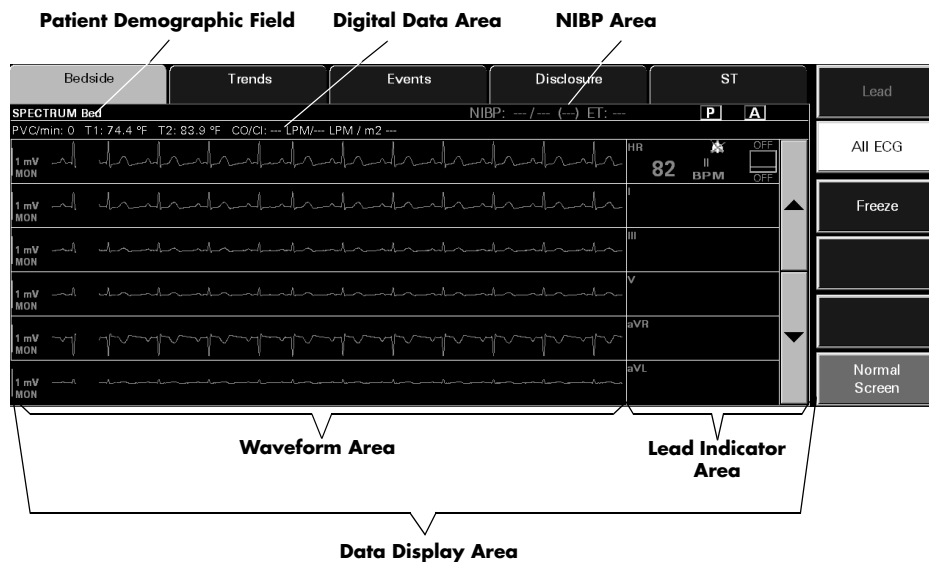 Patient Demographic Field Digital Data Area NIBP Area
Bedside Trends Events Disclosure ST
Lead
SPECTRUM Bed NIBP: --- / --- (---) ET: --- P A
PVC/min: 0 T1: 74.4 °F T2: 83.9 °F CO/CI: --- LPM/--- LPM / m2 ---
All ECG
1 mV
MON
HR 82 II
BPM
OFF
OFF
1 mV
MON
I
Freeze
1 mV
MON
III
1 mV
MON
V
1 mV
MON
aVR
1 mV
MON
aVL
Normal
Screen
Waveform Area
Lead Indicator
Area
Data Display Area